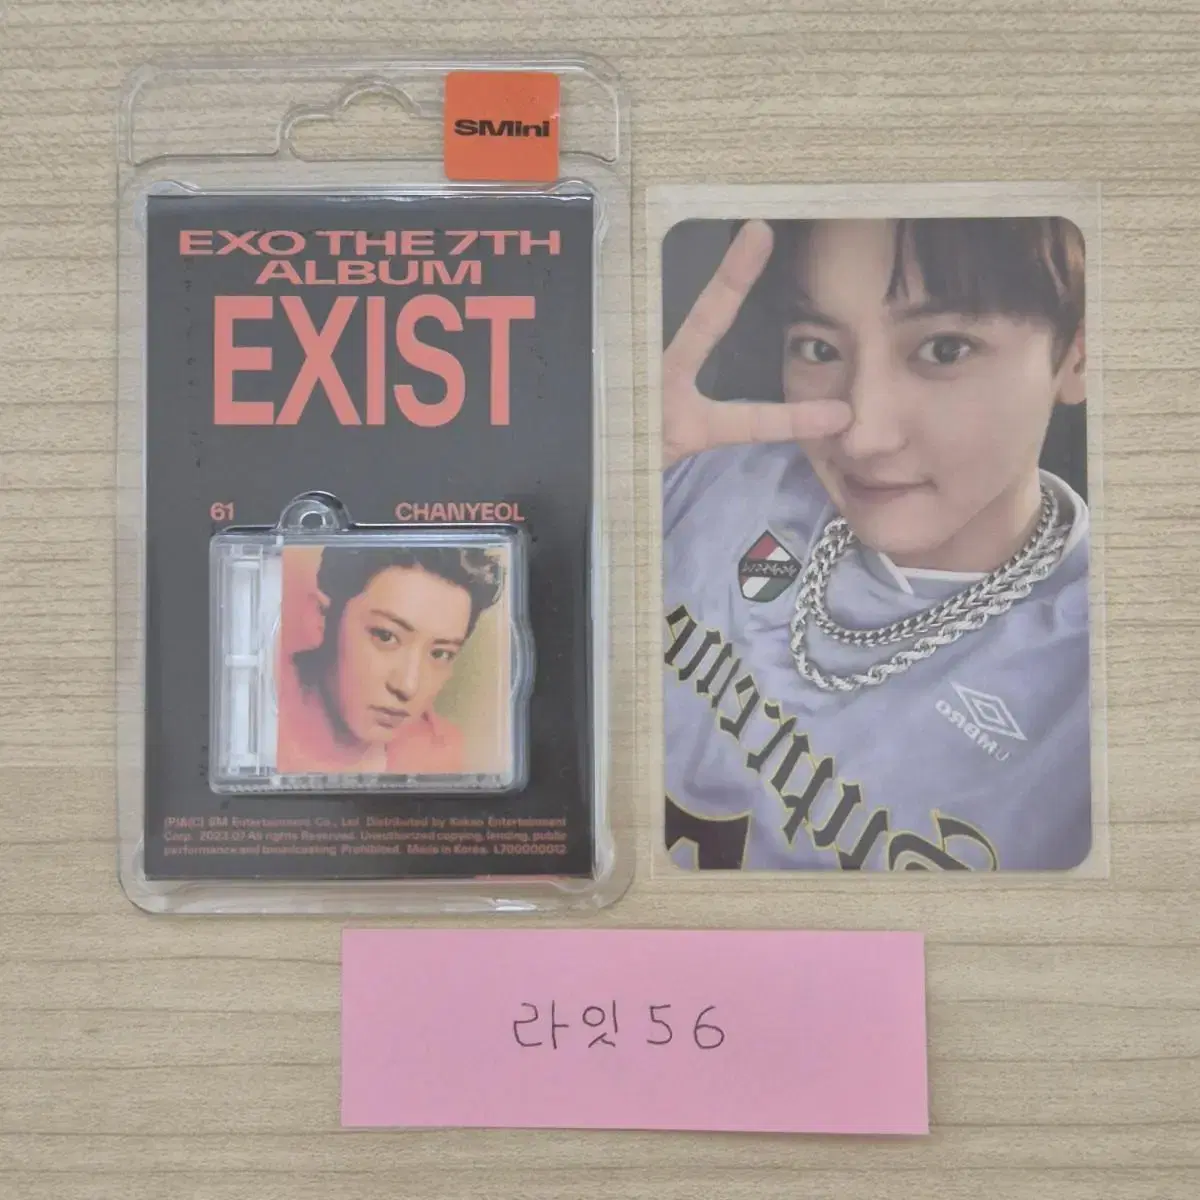 SMini
EXO THE 7TH
ALBUM
EXIST
61 CHANYEOL
(P)&(C) SM Entertainment Co., Ltd. Distributed by Kakao Entertainment
Corp. 2023.07 All rights Reserved. Unauthorized copying, lending, public
performance and broadcasting Prohibited. Made in Korea. L700000012
UMBRO
라잇56